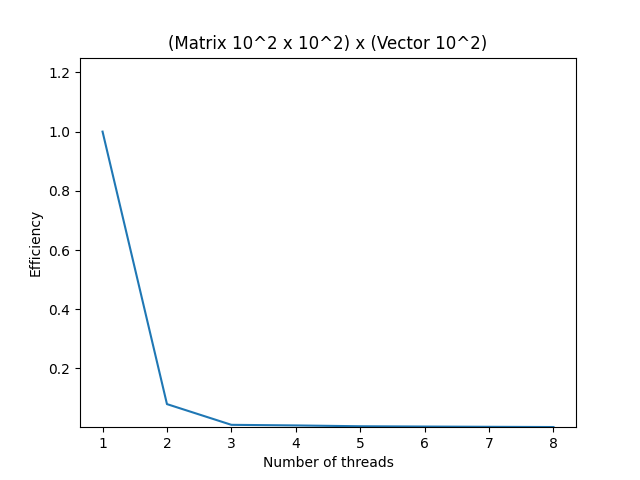 (Matrix 10^2 x 10^2) x (Vector 10^2)
1.2
1.0
0.8
0.6
0.4
0.2
Efficiency
1 2 3 4 5 6 7 8
Number of threads